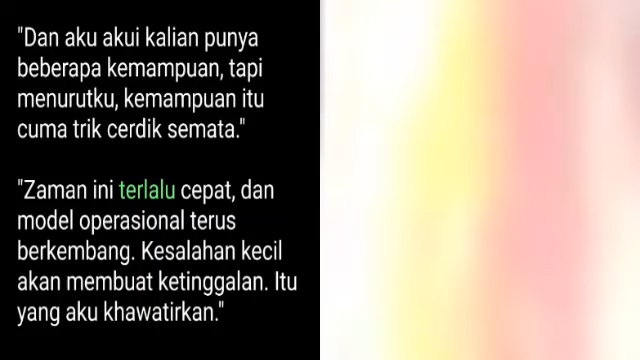 "Dan aku akui kalian punya
beberapa kemampuan, tapi
menurutku, kemampuan itu
cuma trik cerdik semata."
"Zaman ini terlalu cepat, dan
model operasional terus
berkembang. Kesalahan kecil
akan membuat ketinggalan. Itu
yang aku khawatirkan."